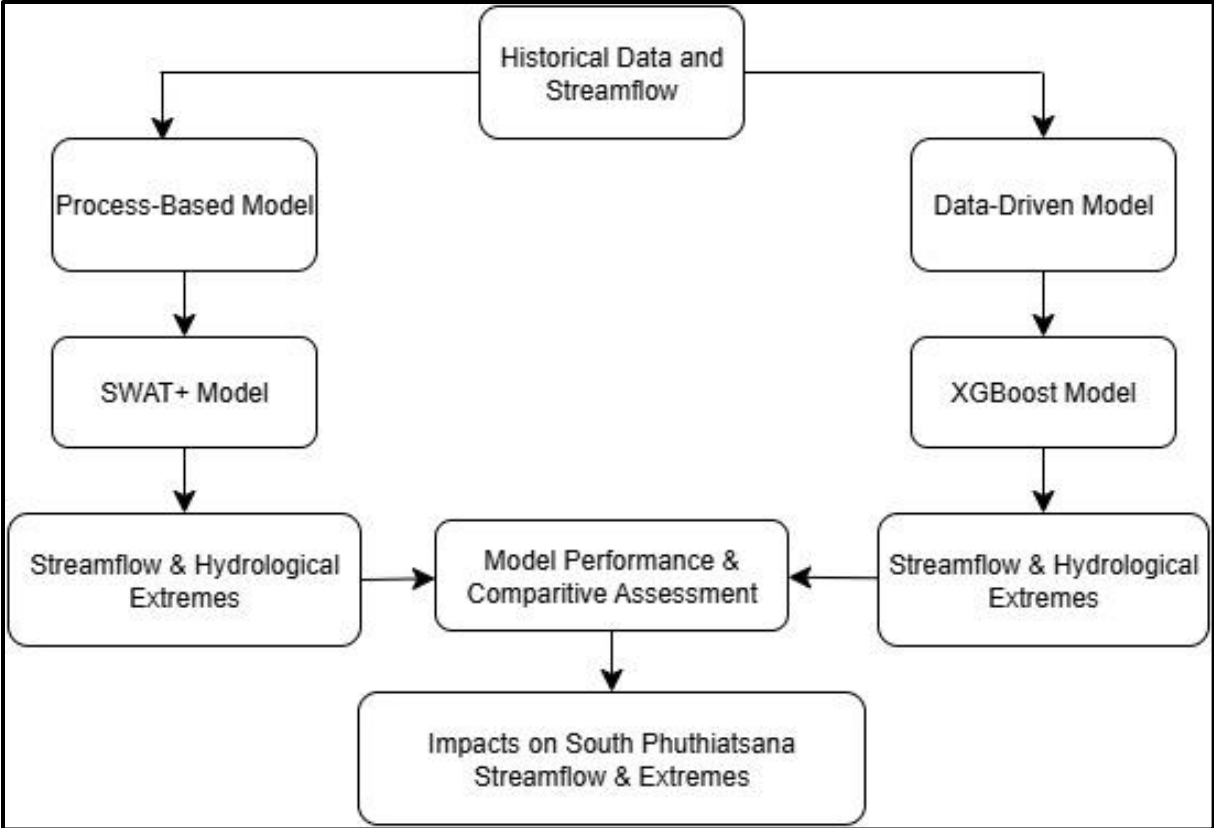 Historical Data and
Streamflow
Process-Based Model
Data-Driven Model
SWAT+ Model
XGBoost Model
Streamflow & Hydrological
Extremes
Model Performance &
Comparitive Assessment
Streamflow & Hydrological
Extremes
Impacts on South Phuthiatsana
Streamflow & Extremes